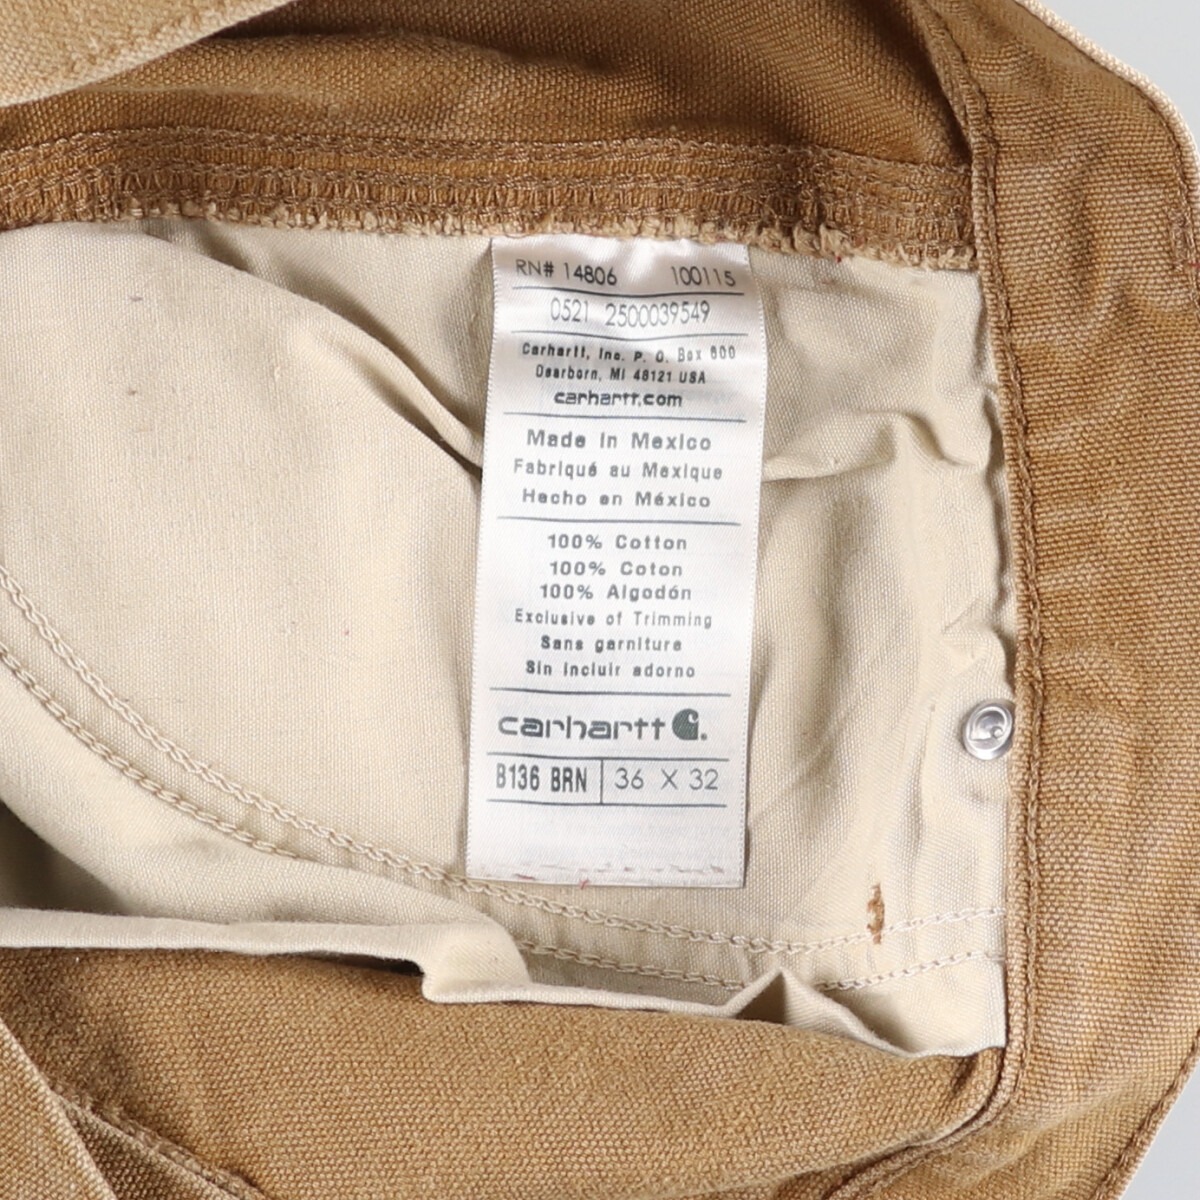 RN# 14806 100115
0521 2500039549
Carhartt, Inc. P. O. Box 600
Dearborn, MI 48121 USA
carhartt.com
Made in Mexico
Fabriqué au Mexique
Hecho en México
100% Cotton
100% Coton
100% Algodón
Exclusive of Trimming
Sans garniture
Sin incluir adorno
carhartt
B136 BRN 36 X 32